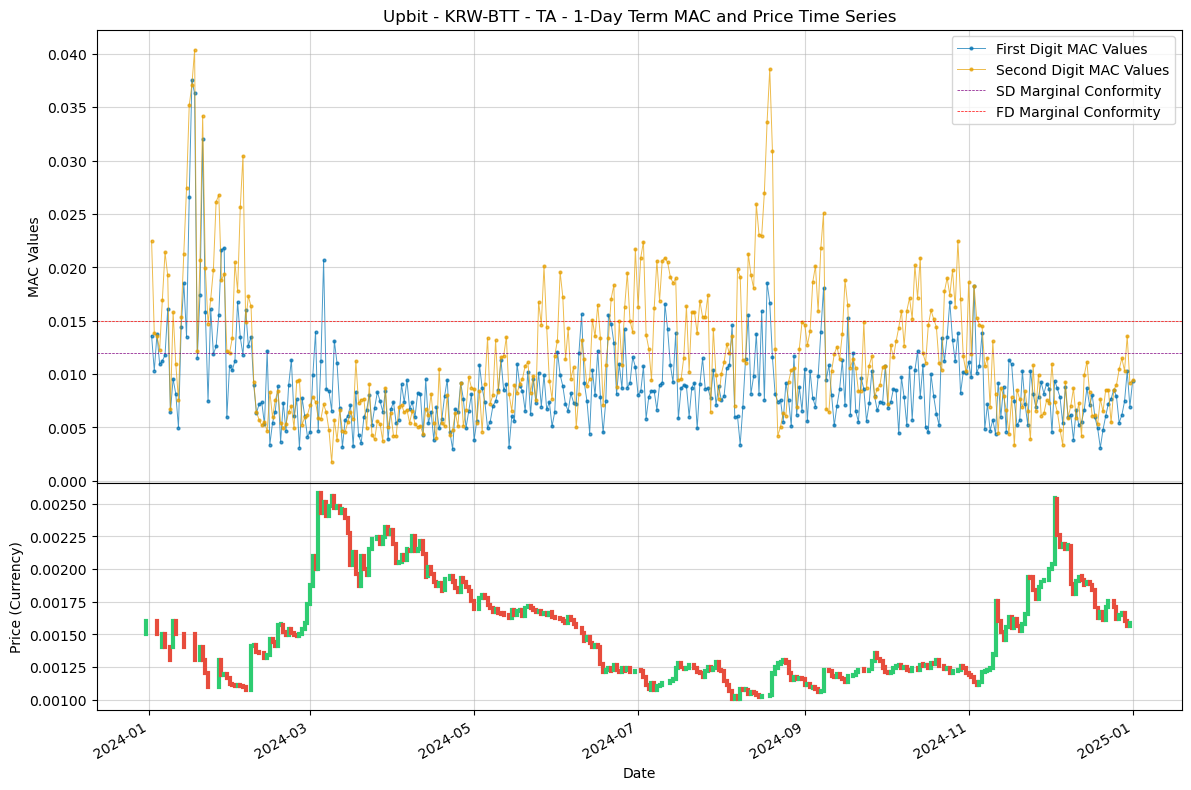 Upbit - KRW-BTT - TA - 1-Day Term MAC and Price Time Series
First Digit MAC Values
Second Digit MAC Values
SD Marginal Conformity
FD Marginal Conformity
MAC Values
0.040
0.035
0.030
0.025
0.020
0.015
0.010
0.005
0.000
Price (Currency)
0.00250
0.00225
0.00200
0.00175
0.00150
0.00125
0.00100
2024-01
2024-03
2024-05
2024-07
2024-09
2024-11
2025-01
Date